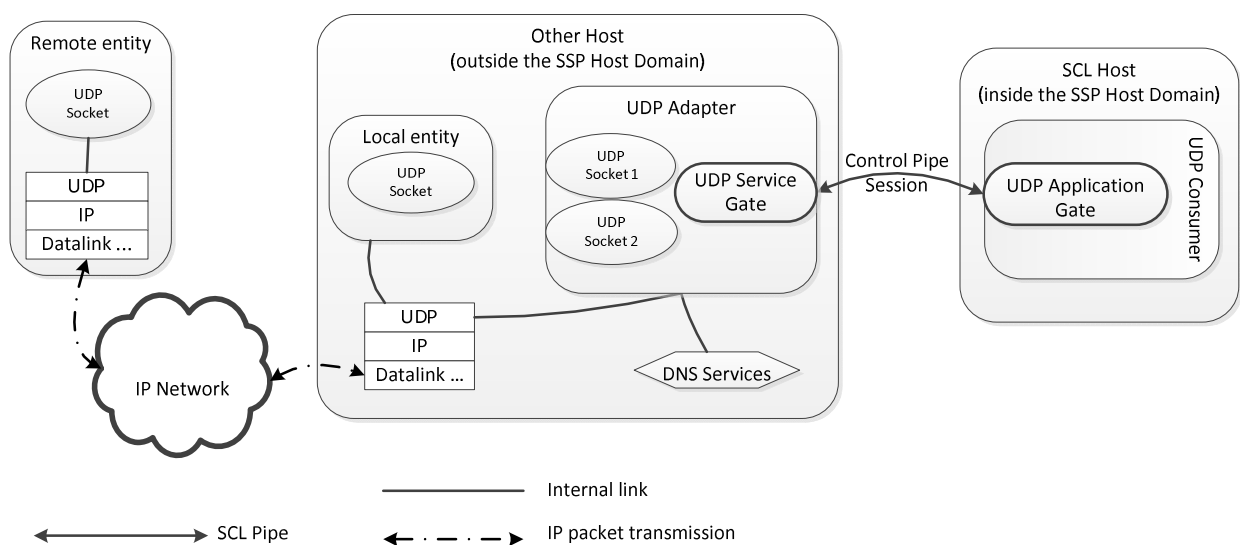 Remote entity
UDP
Socket
UDP
IP
Datalink ...
IP Network
Other Host
(outside the SSP Host Domain)
Local entity
UDP
Socket
UDP
IP
Datalink ...
UDP Adapter
UDP
Socket 1
UDP
Socket 2
UDP Service
Gate
DNS Services
Control Pipe
Session
SCL Host
(inside the SSP Host Domain)
UDP Application
Gate
UDP Consumer
Internal link
SCL Pipe
IP packet transmission